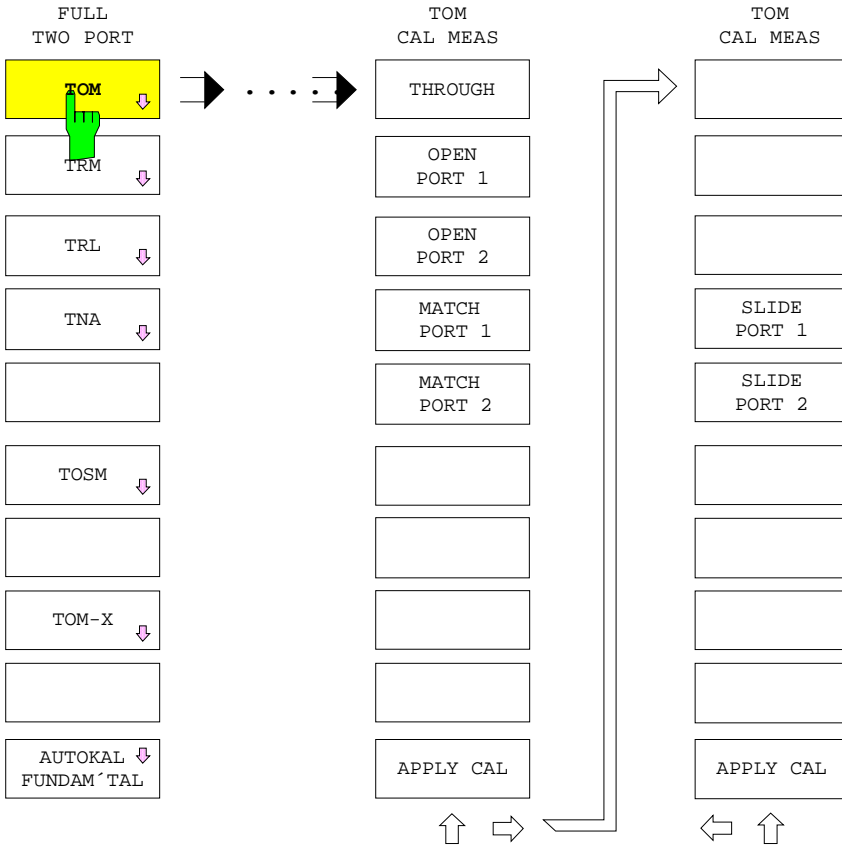 FULL
TWO PORT
TOM
TRM
TRL
TNA
TOSM
TOM-X
AUTOKAL
FUNDAM´TAL
TOM
CAL MEAS
THROUGH
OPEN
PORT 1
OPEN
PORT 2
MATCH
PORT 1
MATCH
PORT 2
APPLY CAL
TOM
CAL MEAS
SLIDE
PORT 1
SLIDE
PORT 2
APPLY CAL